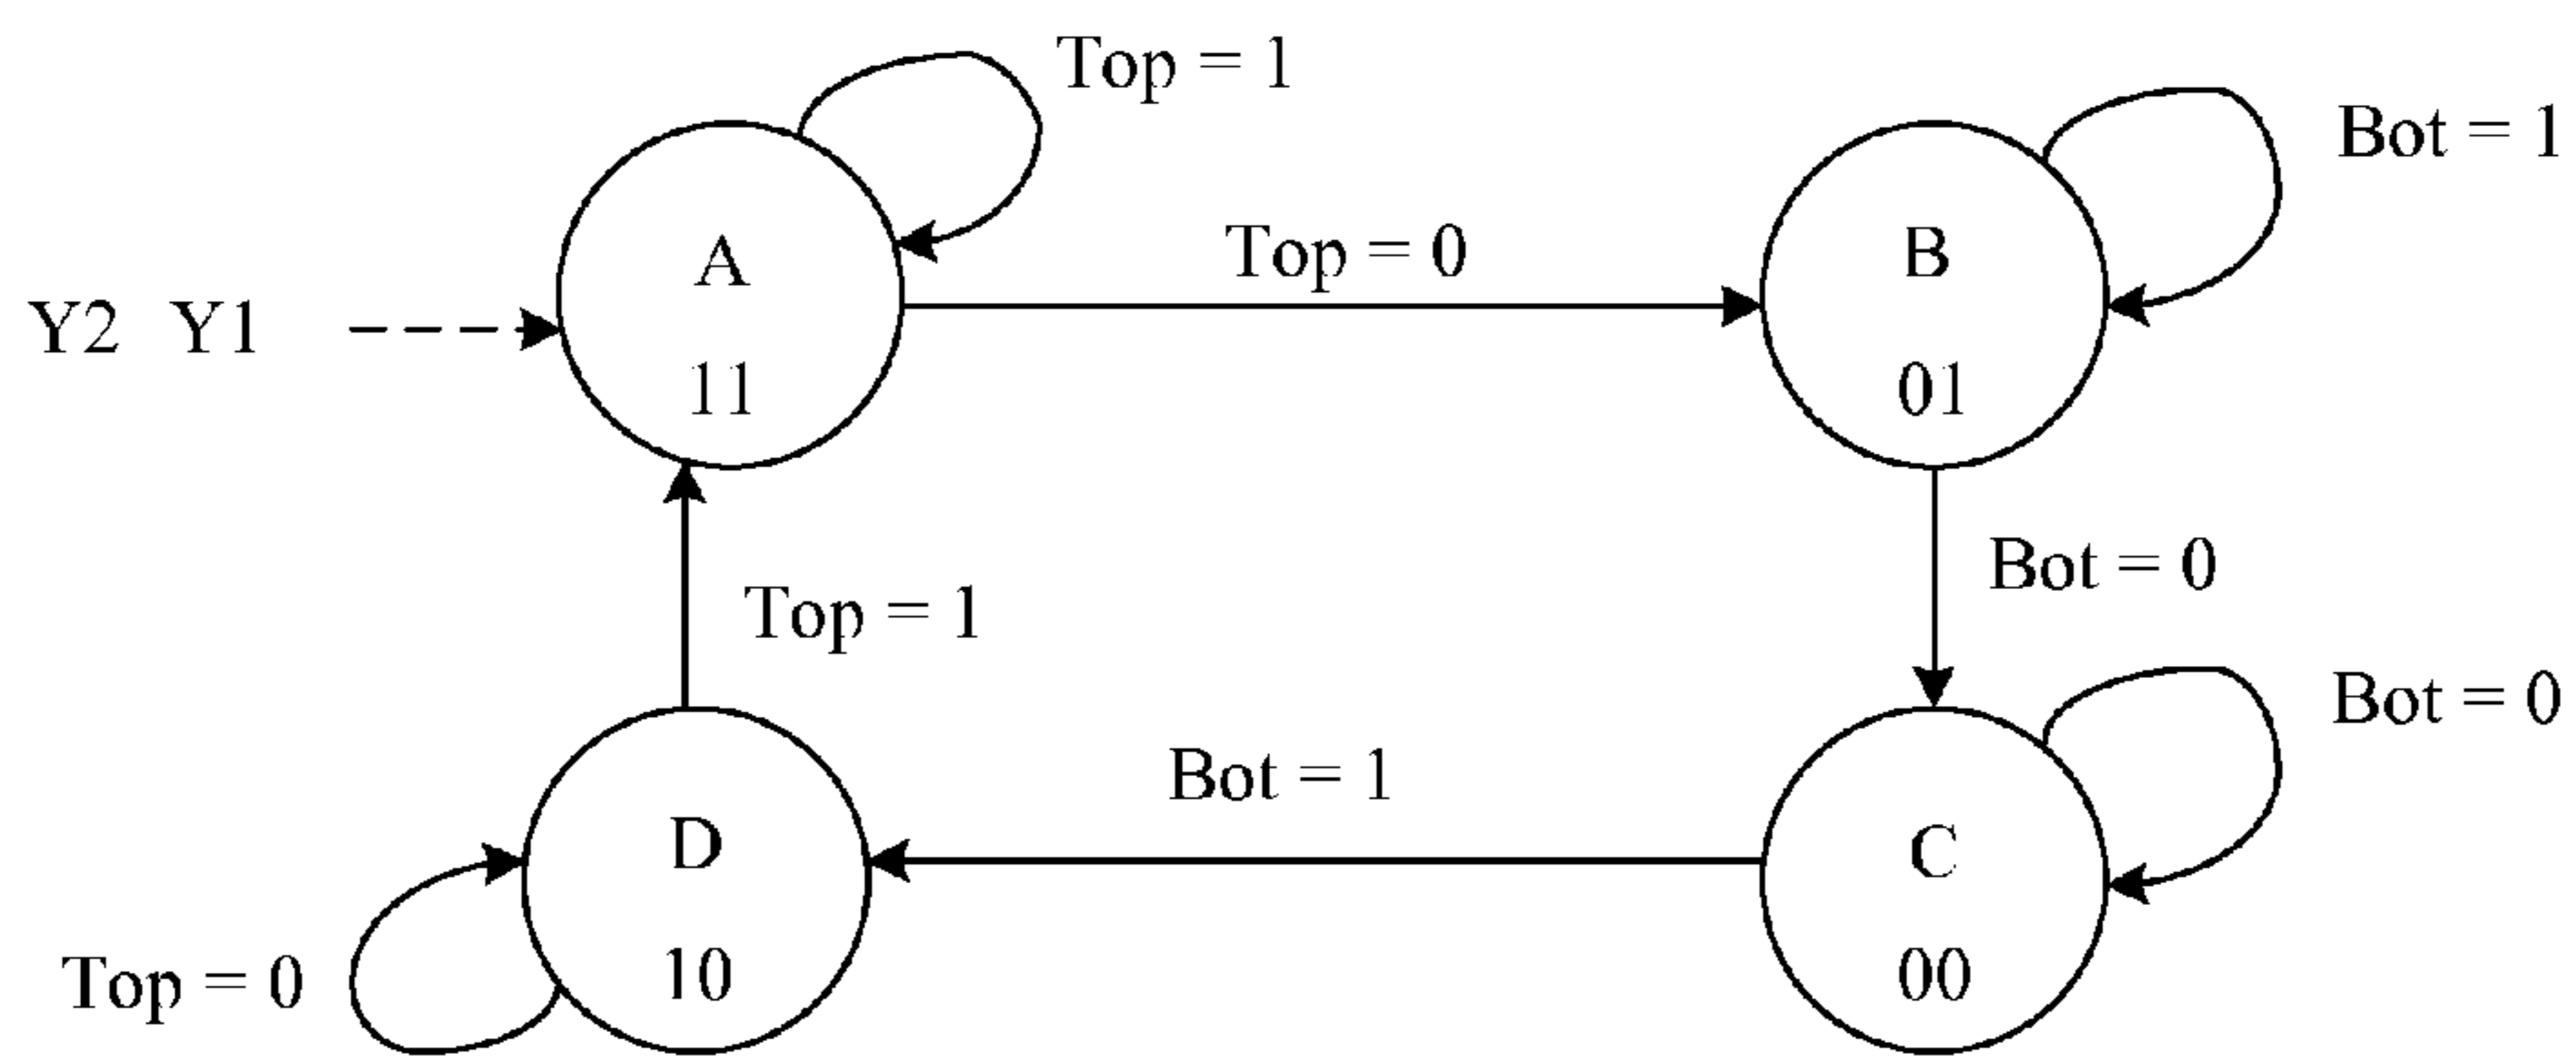 Top = 1
Bot = 1
A
Top = 0
B
Y2 Y1
11
01
Top = 1
Bot = 0
Bot = 0
Bot = 1
D
C
Top = 0
10
00